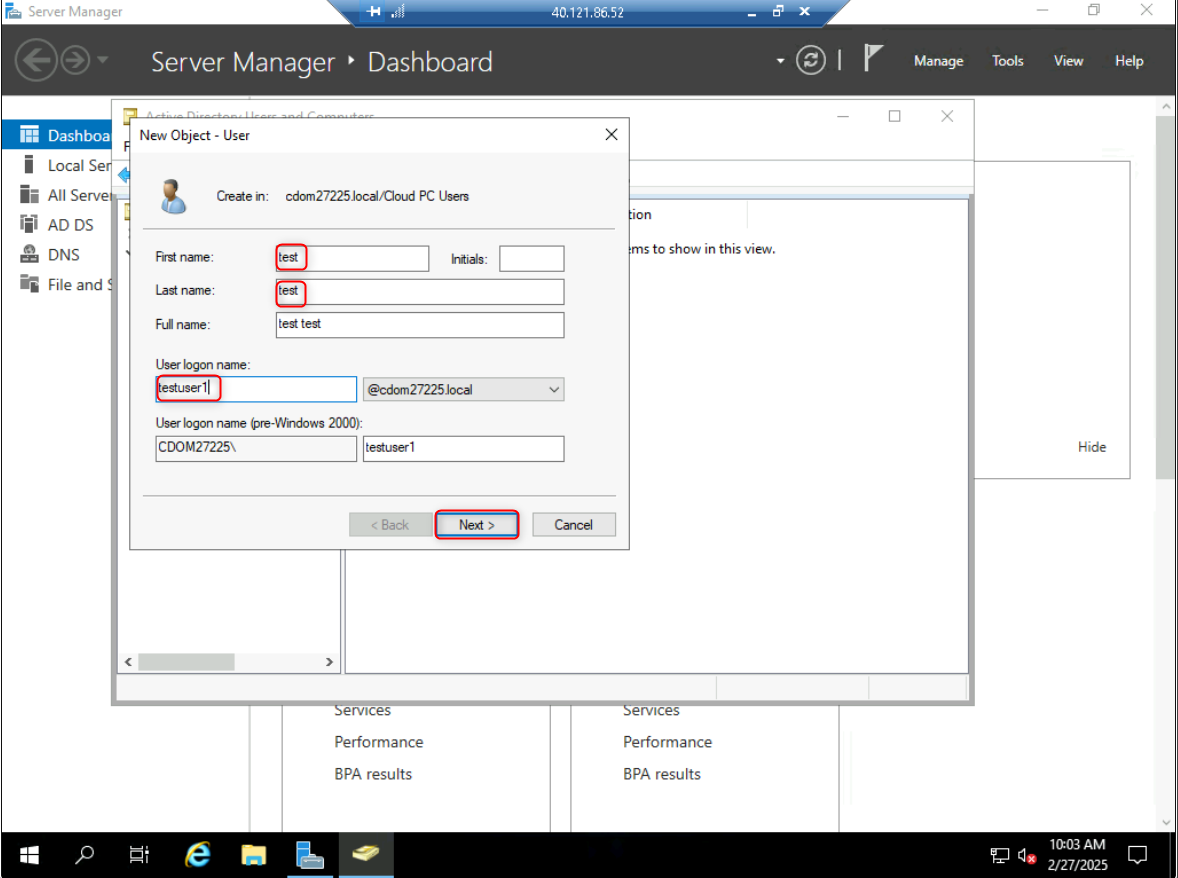 Server Manager
40.121.86.52
Server Manager ‣ Dashboard
Manage Tools View Help
Active Directory Users and Computers
New Object - User
Dashboa
Local Ser
All Server
AD DS
DNS
File and S
Create in: cdom27225.local/Cloud PC Users
tion
ems to show in this view.
First name: test Initials:
Last name: test
Full name: test test
User logon name:
testuser1 @cdom27225.local
User logon name (pre-Windows 2000):
CDOM27225\ testuser1
Hide
< Back Next > Cancel
Services Services
Performance Performance
BPA results BPA results
10:03 AM
2/27/2025